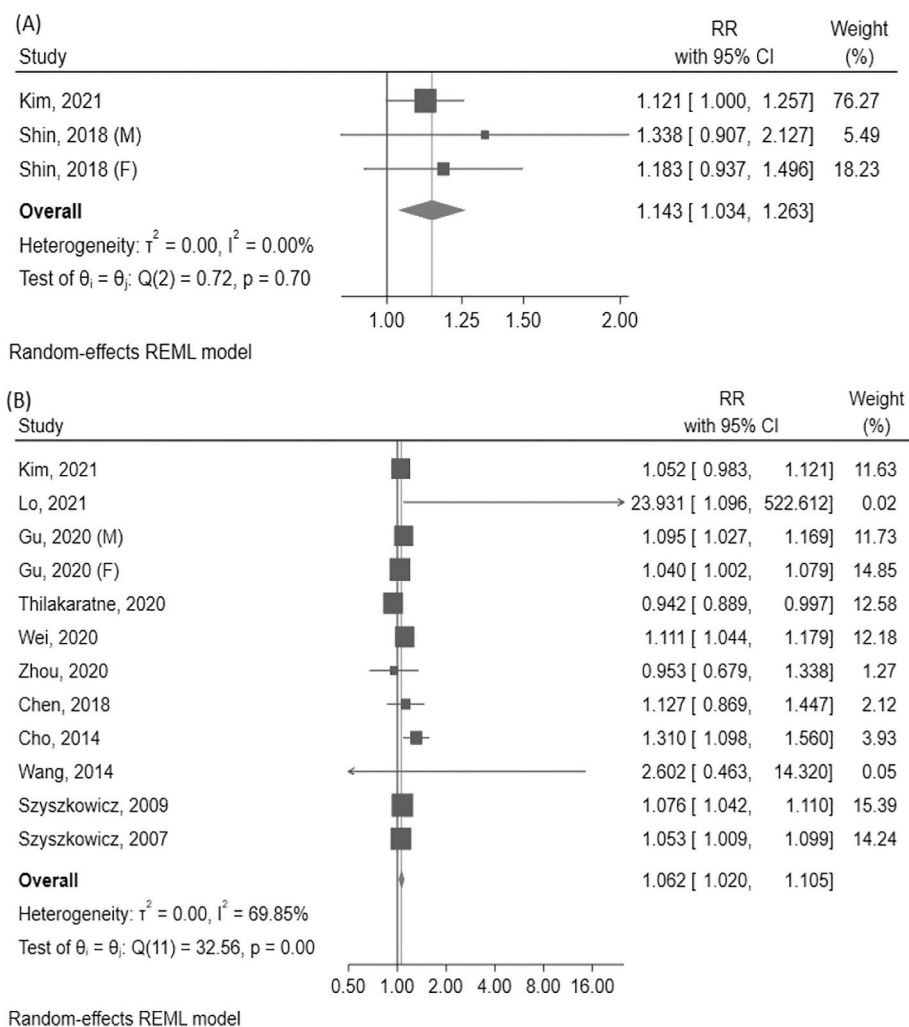 (A)
RR Weight
Study with 95% CI (%)
Kim, 2021 1.121 [ 1.000, 1.257] 76.27
Shin, 2018 (M) 1.338 [ 0.907, 2.127] 5.49
Shin, 2018 (F) 1.183 [ 0.937, 1.496] 18.23
Overall 1.143 [ 1.034, 1.263]
Heterogeneity: τ² = 0.00, I² = 0.00%
Test of θᵢ = θⱼ: Q(2) = 0.72, p = 0.70
1.00 1.25 1.50 2.00
Random-effects REML model
(B)
RR Weight
Study with 95% CI (%)
Kim, 2021 1.052 [ 0.983, 1.121] 11.63
Lo, 2021 23.931 [ 1.096, 522.612] 0.02
Gu, 2020 (M) 1.095 [ 1.027, 1.169] 11.73
Gu, 2020 (F) 1.040 [ 1.002, 1.079] 14.85
Thilakaratne, 2020 0.942 [ 0.889, 0.997] 12.58
Wei, 2020 1.111 [ 1.044, 1.179] 12.18
Zhou, 2020 0.953 [ 0.679, 1.338] 1.27
Chen, 2018 1.127 [ 0.869, 1.447] 2.12
Cho, 2014 1.310 [ 1.098, 1.560] 3.93
Wang, 2014 2.602 [ 0.463, 14.320] 0.05
Szyszkowicz, 2009 1.076 [ 1.042, 1.110] 15.39
Szyszkowicz, 2007 1.053 [ 1.009, 1.099] 14.24
Overall 1.062 [ 1.020, 1.105]
Heterogeneity: τ² = 0.00, I² = 69.85%
Test of θᵢ = θⱼ: Q(11) = 32.56, p = 0.00
0.50 1.00 2.00 4.00 8.00 16.00
Random-effects REML model